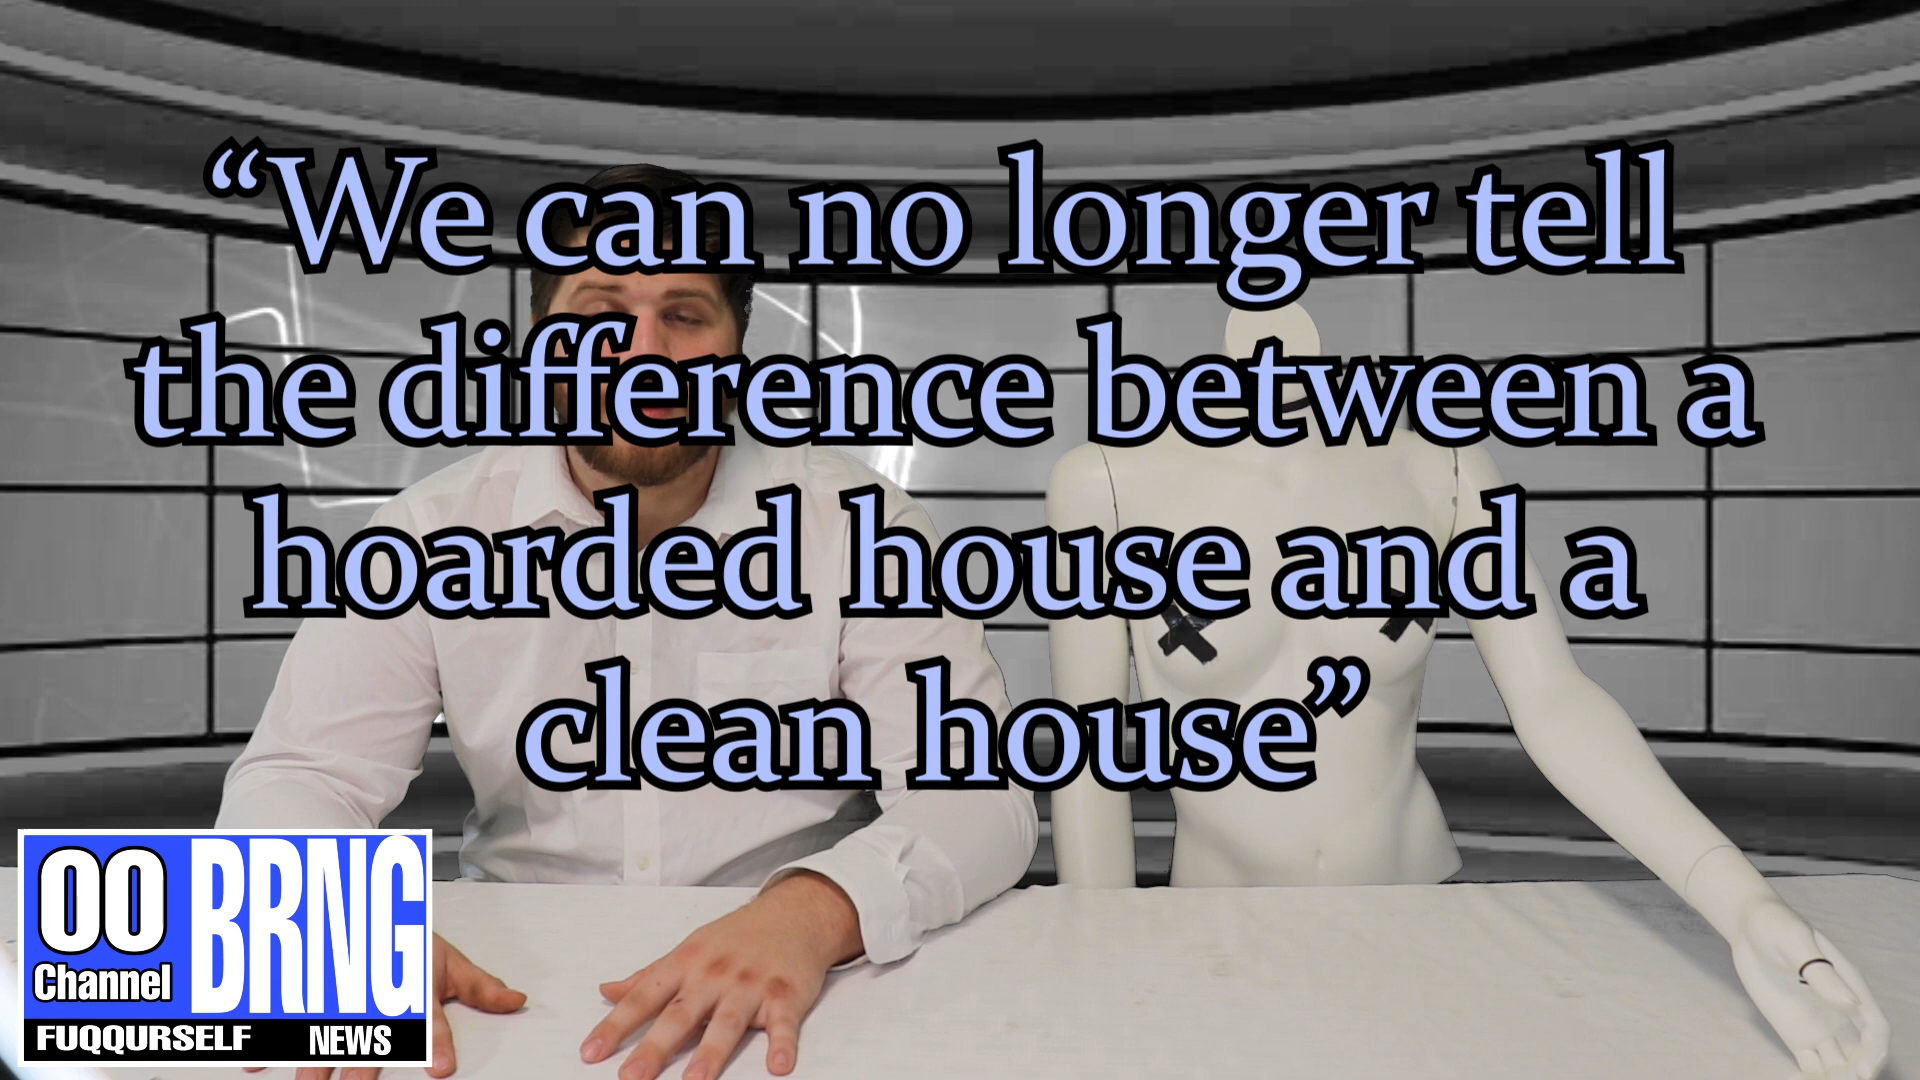 “We can no longer tell
the difference between a
hoarded house and a
clean house”
00 BRNG
Channel
FUQQURSELF NEWS